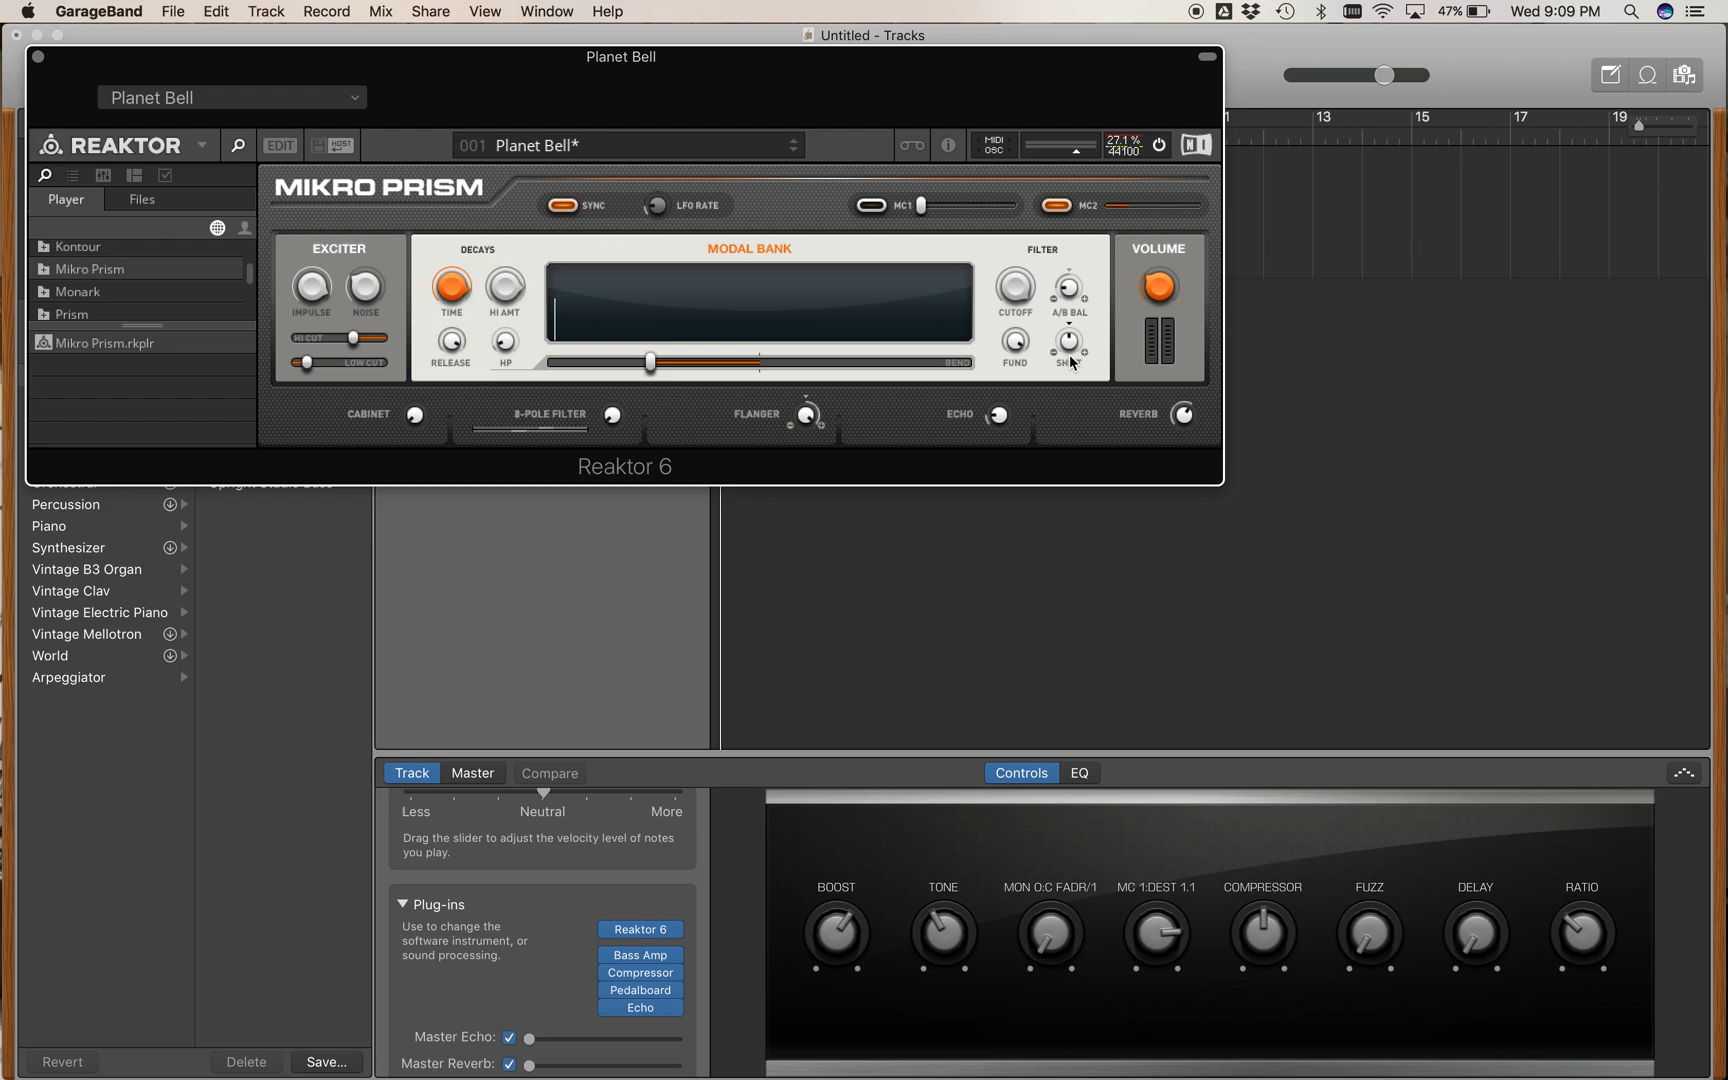 GarageBand File Edit Track Record Mix Share View Window Help 47% Wed 9:09 PM
Untitled - Tracks
Planet Bell
Planet Bell
REAKTOR EDIT HOST 001 Planet Bell* MIDI OSC 27.1 % 44100 NI
13 15 17 19
Player Files
Kontour
Mikro Prism
Monark
Prism
Mikro Prism.rkplr
MIKRO PRISM
SYNC LFO RATE MC1 MC2
EXCITER DECAYS MODAL BANK FILTER VOLUME
IMPULSE NOISE TIME HI AMT CUTOFF A/B BAL
HI CUT
LOW CUT RELEASE HP BEND FUND
CABINET 8-POLE FILTER FLANGER ECHO REVERB
Reaktor 6
Percussion
Piano
Synthesizer
Vintage B3 Organ
Vintage Clav
Vintage Electric Piano
Vintage Mellotron
World
Arpeggiator
Revert Delete Save...
Track Master Compare Controls EQ
Less Neutral More
Drag the slider to adjust the velocity level of notes
you play.
Plug-ins
Use to change the
software instrument, or
sound processing.
Reaktor 6
Bass Amp
Compressor
Pedalboard
Echo
Master Echo:
Master Reverb:
BOOST TONE MON O:C FADR/1 MC 1:DEST 1.1 COMPRESSOR FUZZ DELAY RATIO